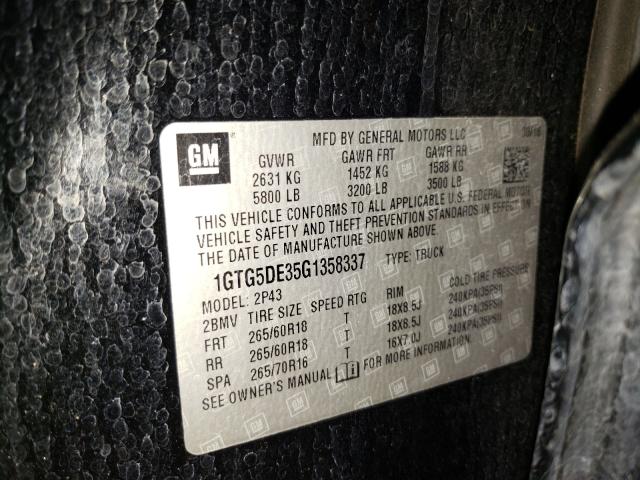 GM
MFD BY GENERAL MOTORS LLC
GVWR GAWR FRT GAWR RR
2631 KG 1452 KG 1588 KG
5800 LB 3200 LB 3500 LB
THIS VEHICLE CONFORMS TO ALL APPLICABLE U.S. FEDERAL MOTOR
VEHICLE SAFETY AND THEFT PREVENTION STANDARDS IN EFFECT ON
THE DATE OF MANUFACTURE SHOWN ABOVE.
1GTG5DE35G1358337 TYPE: TRUCK
MODEL: 2P43
COLD TIRE PRESSURE
2BMV TIRE SIZE SPEED RTG RIM
FRT 265/60R18 T 18X8.5J 240KPA(35PSI)
RR 265/60R18 T 18X8.5J 240KPA(35PSI)
SPA 265/70R16 T 16X7.0J 240KPA(35PSI)
SEE OWNER'S MANUAL FOR MORE INFORMATION.